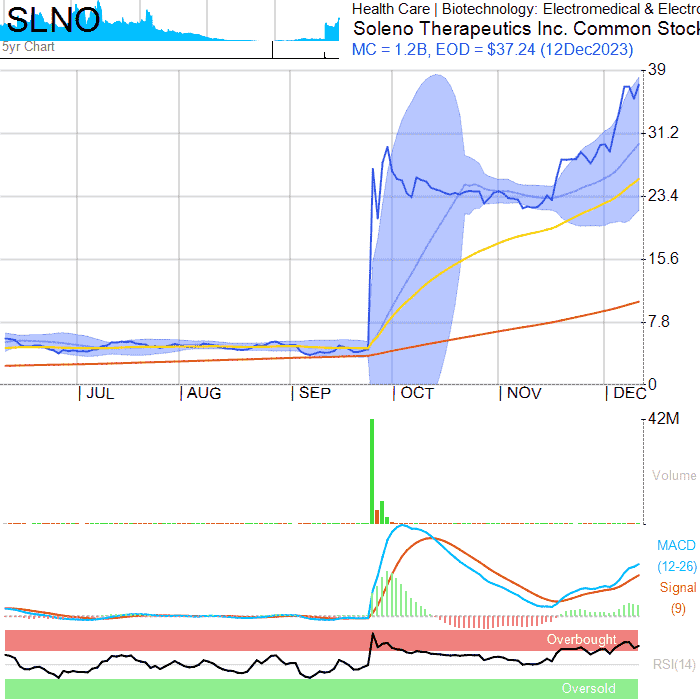 SLNO
5yr Chart
Health Care | Biotechnology: Electromedical & Electro
Soleno Therapeutics Inc. Common Stock
MC = 1.2B, EOD = $37.24 (12Dec2023)
39
31.2
23.4
15.6
7.8
0
JUL
AUG
SEP
OCT
NOV
DEC
42M
Volume
MACD
(12-26)
Signal
(9)
Overbought
RSI(14)
Oversold